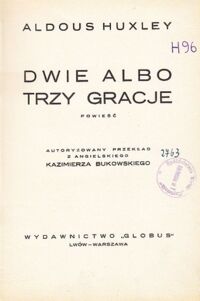 ALDOUS HUXLEY
H96
DWIE ALBO
TRZY GRACJE
POWIEŚĆ
AUTORYZOWANY PRZEKŁAD
Z ANGIELSKIEGO
KAZIMIERZA BUKOWSKIEGO
2763
WYDAWNICTWO „GLOBUS"
LWÓW—WARSZAWA